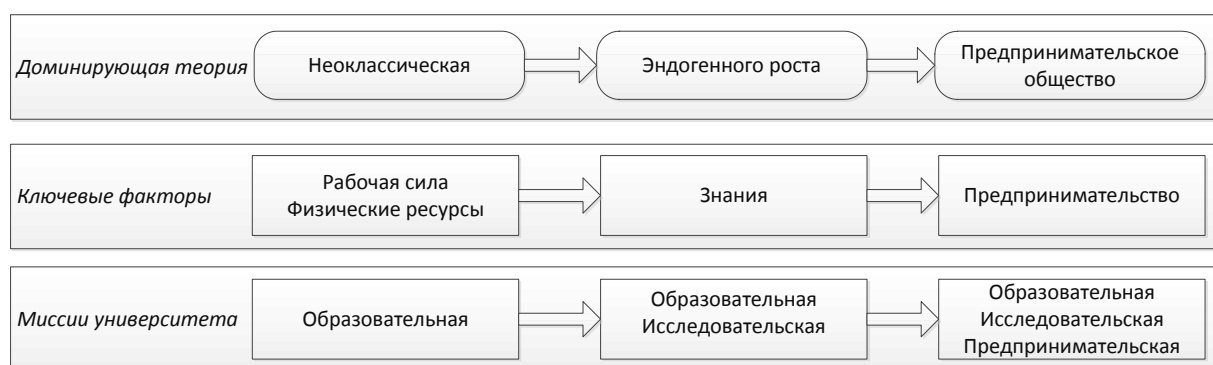 Доминирующая теория
Неоклассическая
Эндогенного роста
Предпринимательское
общество
Ключевые факторы
Рабочая сила
Физические ресурсы
Знания
Предпринимательство
Миссии университета
Образовательная
Образовательная
Исследовательская
Образовательная
Исследовательская
Предпринимательская